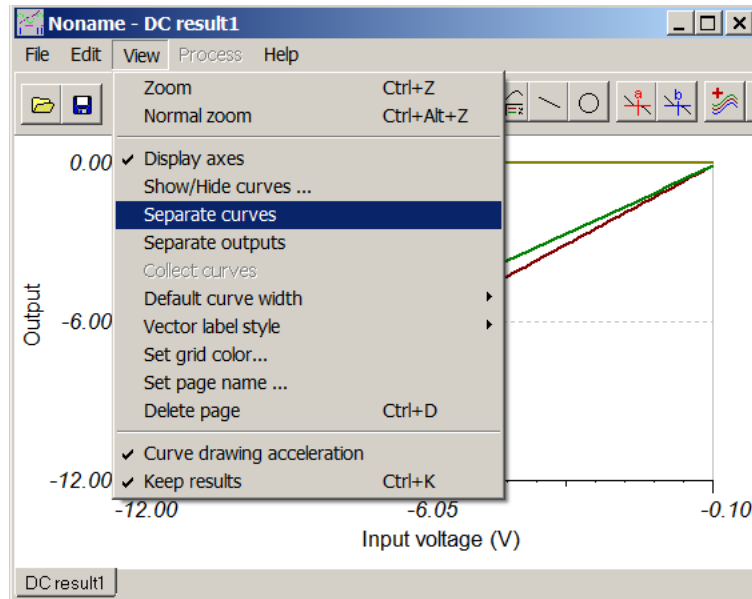 Noname - DC result1
File Edit View Process Help
Zoom Ctrl+Z
Normal zoom Ctrl+Alt+Z
a b
0.00
Display axes
Show/Hide curves ...
Separate curves
Separate outputs
Collect curves
Default curve width
Output
-6.00
Vector label style
Set grid color...
Set page name ...
Delete page Ctrl+D
Curve drawing acceleration
-12.00
Keep results Ctrl+K
-12.00 -6.05 -0.10
Input voltage (V)
DC result1